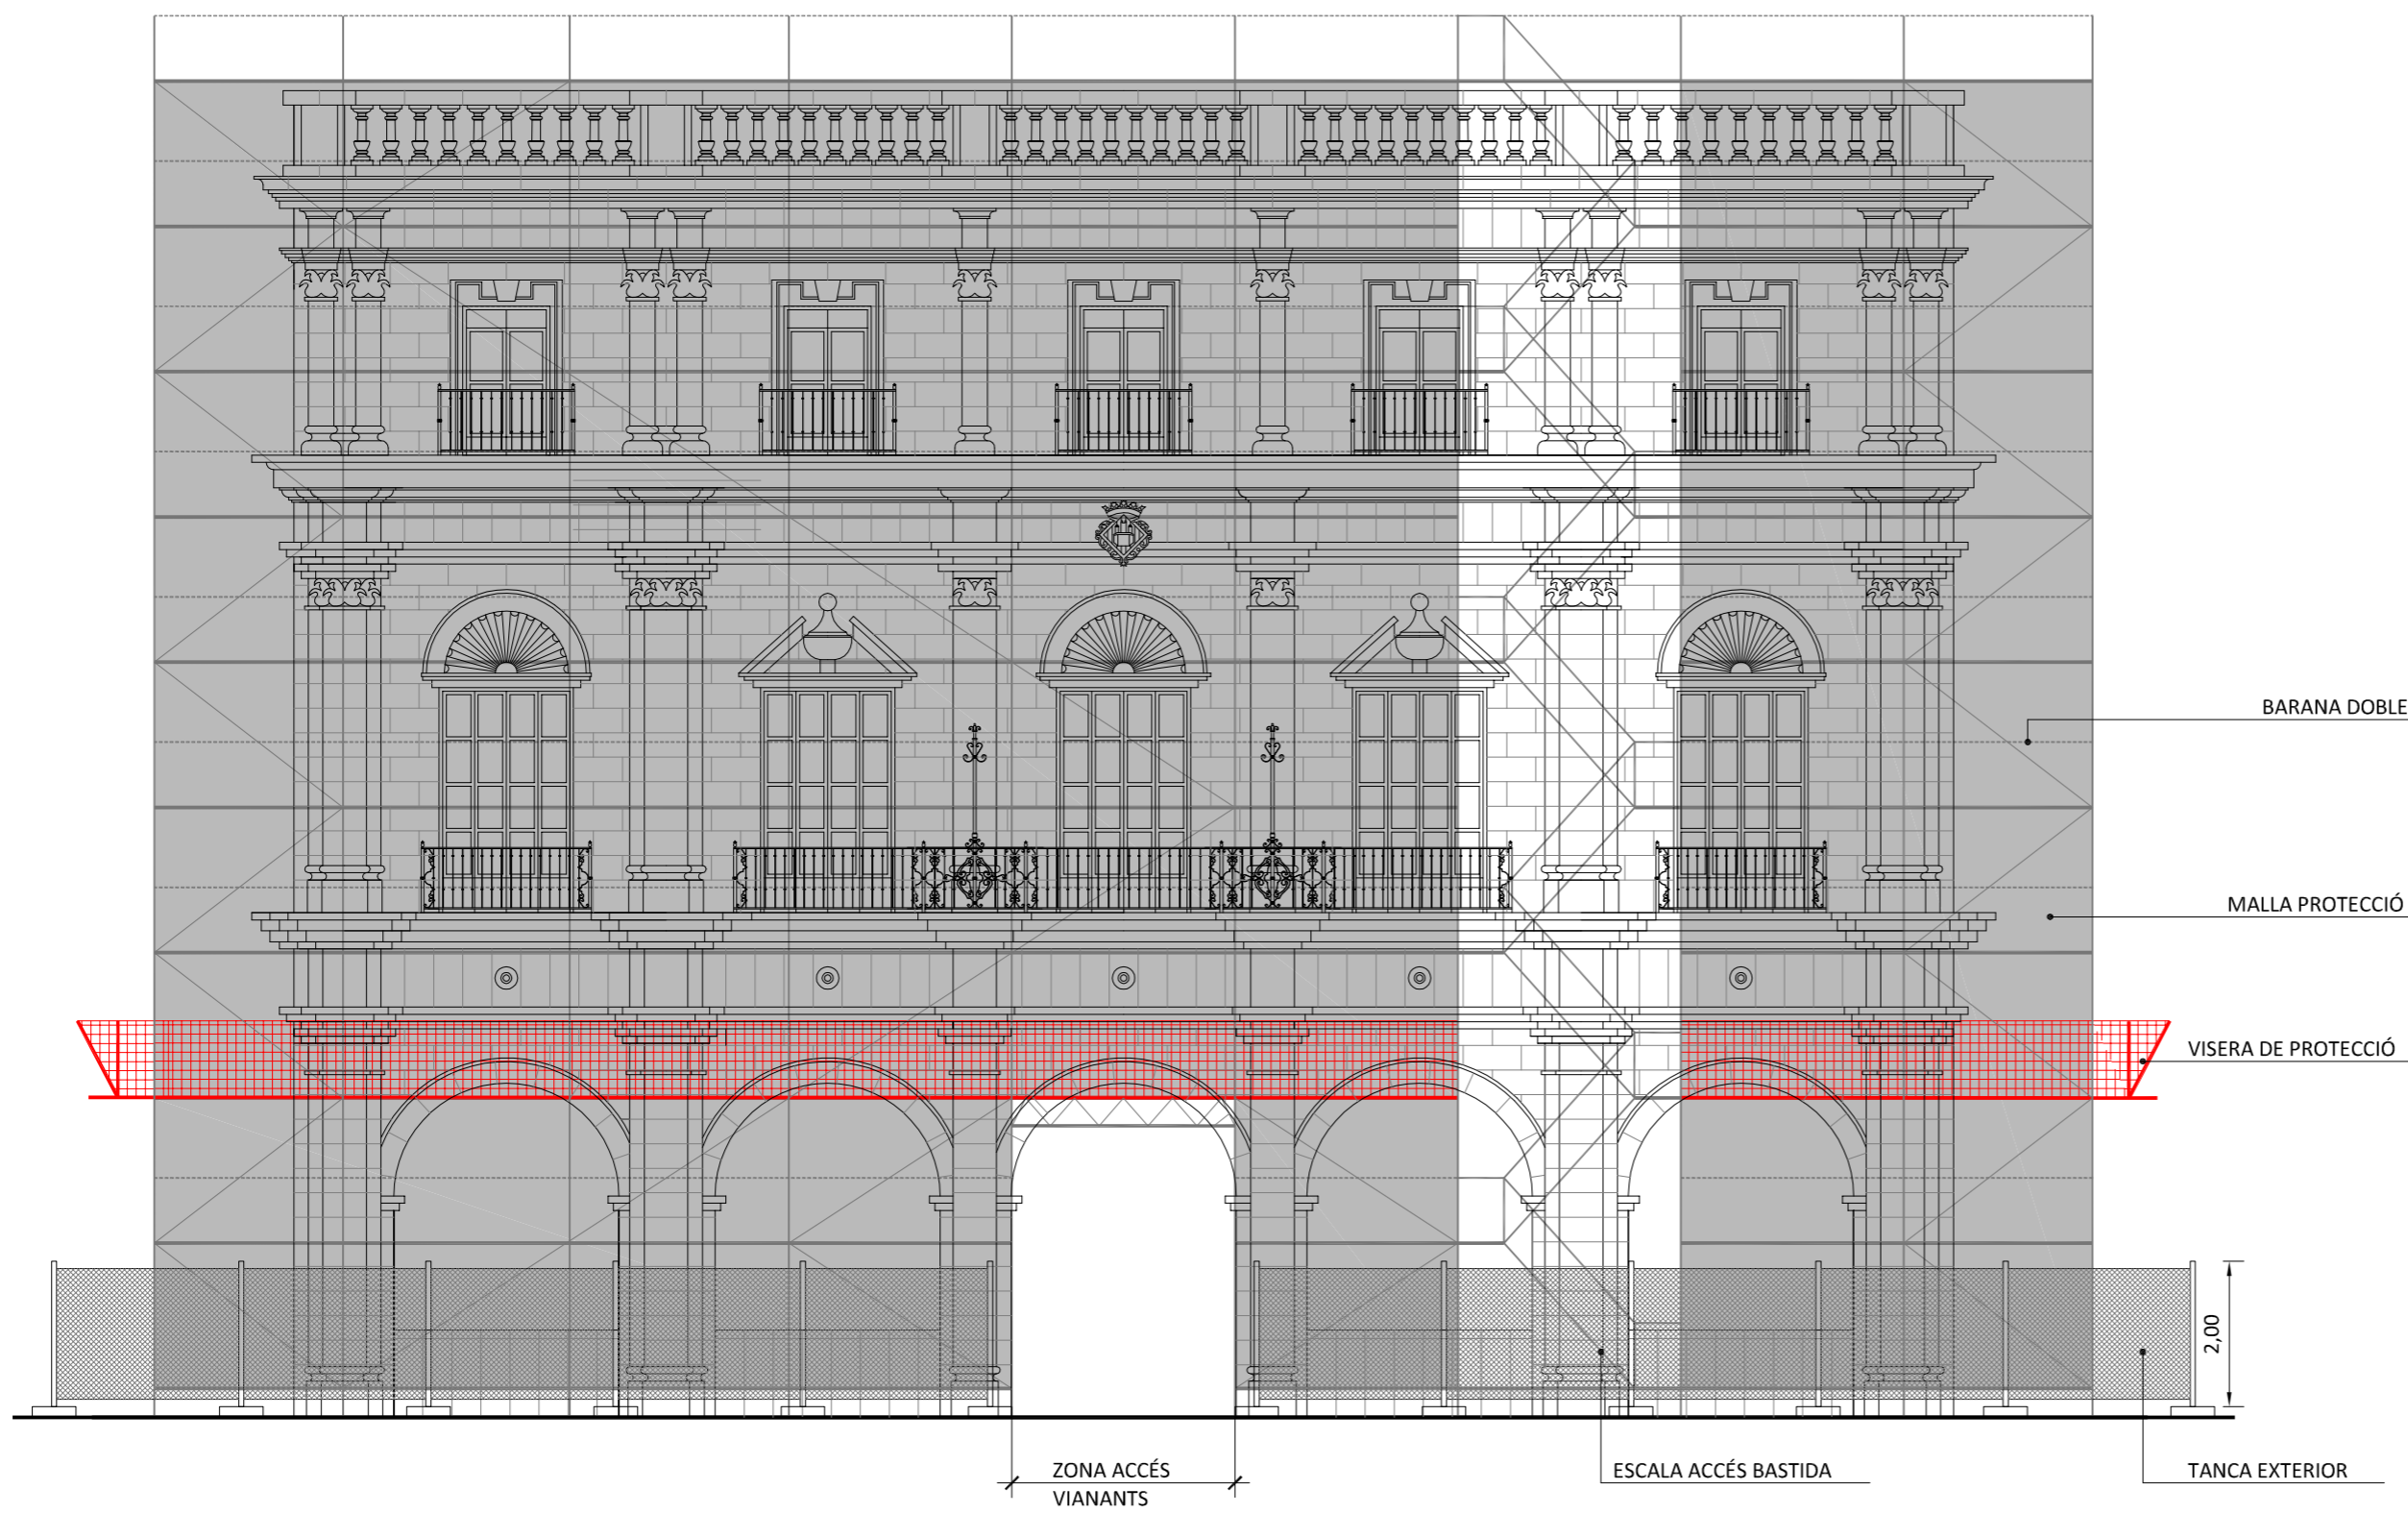 BARANA DOBLE
MALLA PROTECCIÓ
VISERA DE PROTECCIÓ
2,00
ZONA ACCÉS
VIANANTS
ESCALA ACCÉS BASTIDA
TANCA EXTERIOR